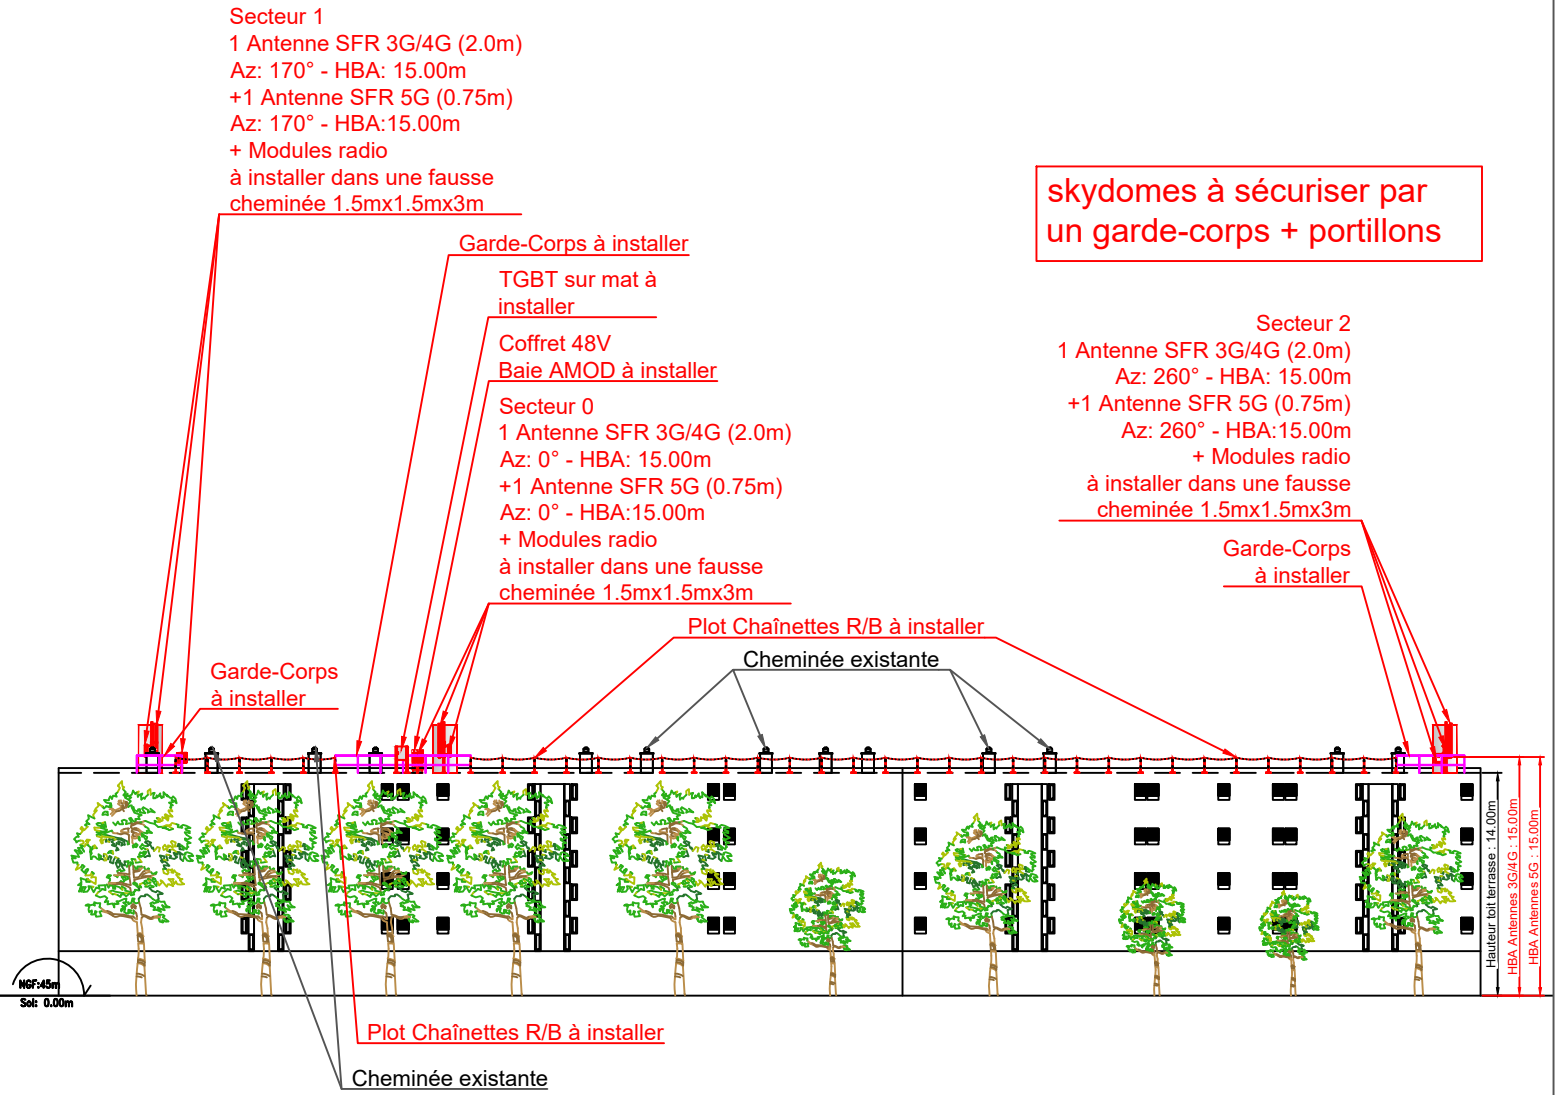 Secteur 1
1 Antenne SFR 3G/4G (2.0m)
Az: 170° - HBA: 15.00m
+1 Antenne SFR 5G (0.75m)
Az: 170° - HBA:15.00m
+ Modules radio
à installer dans une fausse
cheminée 1.5mx1.5mx3m
skydomes à sécuriser par
un garde-corps + portillons
Garde-Corps à installer
TGBT sur mat à
installer
Coffret 48V
Baie AMOD à installer
Secteur 0
1 Antenne SFR 3G/4G (2.0m)
Az: 0° - HBA: 15.00m
+1 Antenne SFR 5G (0.75m)
Az: 0° - HBA:15.00m
+ Modules radio
à installer dans une fausse
cheminée 1.5mx1.5mx3m
Secteur 2
1 Antenne SFR 3G/4G (2.0m)
Az: 260° - HBA: 15.00m
+1 Antenne SFR 5G (0.75m)
Az: 260° - HBA:15.00m
+ Modules radio
à installer dans une fausse
cheminée 1.5mx1.5mx3m
Garde-Corps
à installer
Plot Chaînettes R/B à installer
Cheminée existante
Garde-Corps
à installer
Hauteur toit terrasse : 14.00m
HBA Antennes 3G/4G : 15.00m
HBA Antennes 5G : 15.00m
NGF:45m
Sol: 0.00m
Plot Chaînettes R/B à installer
Cheminée existante